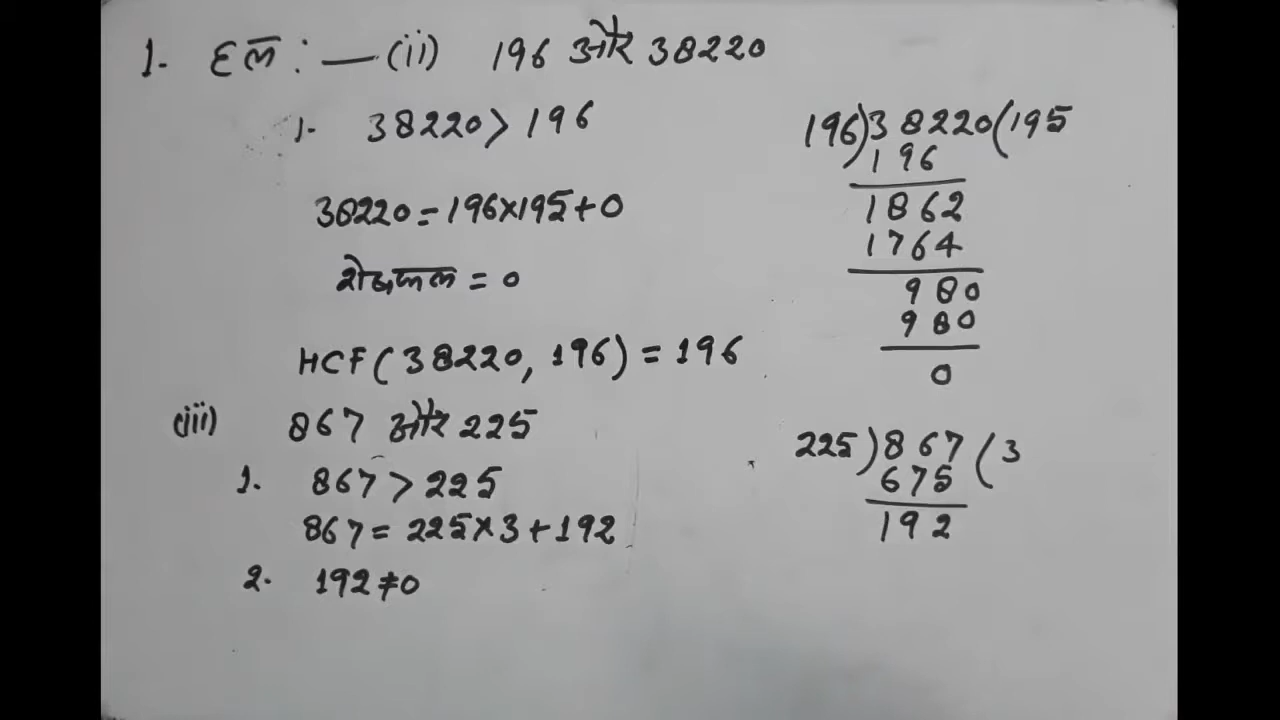 1. हल : — (ii) 196 और 38220
1. 38220 > 196
38220 = 196×195+0
शेषफल = 0
HCF ( 38220, 196 ) = 196
196)38220(195
196
1862
1764
980
980
0
(iii) 867 और 225
1. 867 > 225
867 = 225×3+192
2. 192≠0
225)867(3
675
192